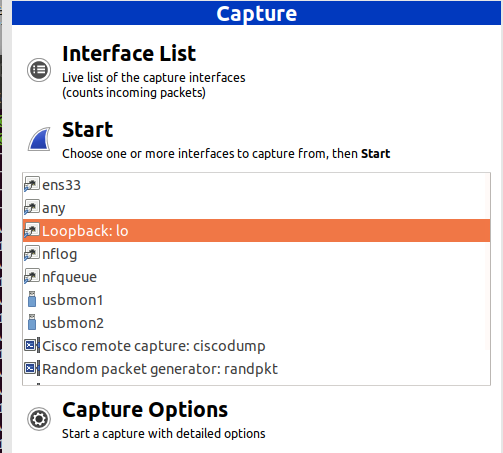 Capture
Interface List
Live list of the capture interfaces
(counts incoming packets)
Start
Choose one or more interfaces to capture from, then Start
ens33
any
Loopback: lo
nflog
nfqueue
usbmon1
usbmon2
Cisco remote capture: ciscodump
Random packet generator: randpkt
Capture Options
Start a capture with detailed options